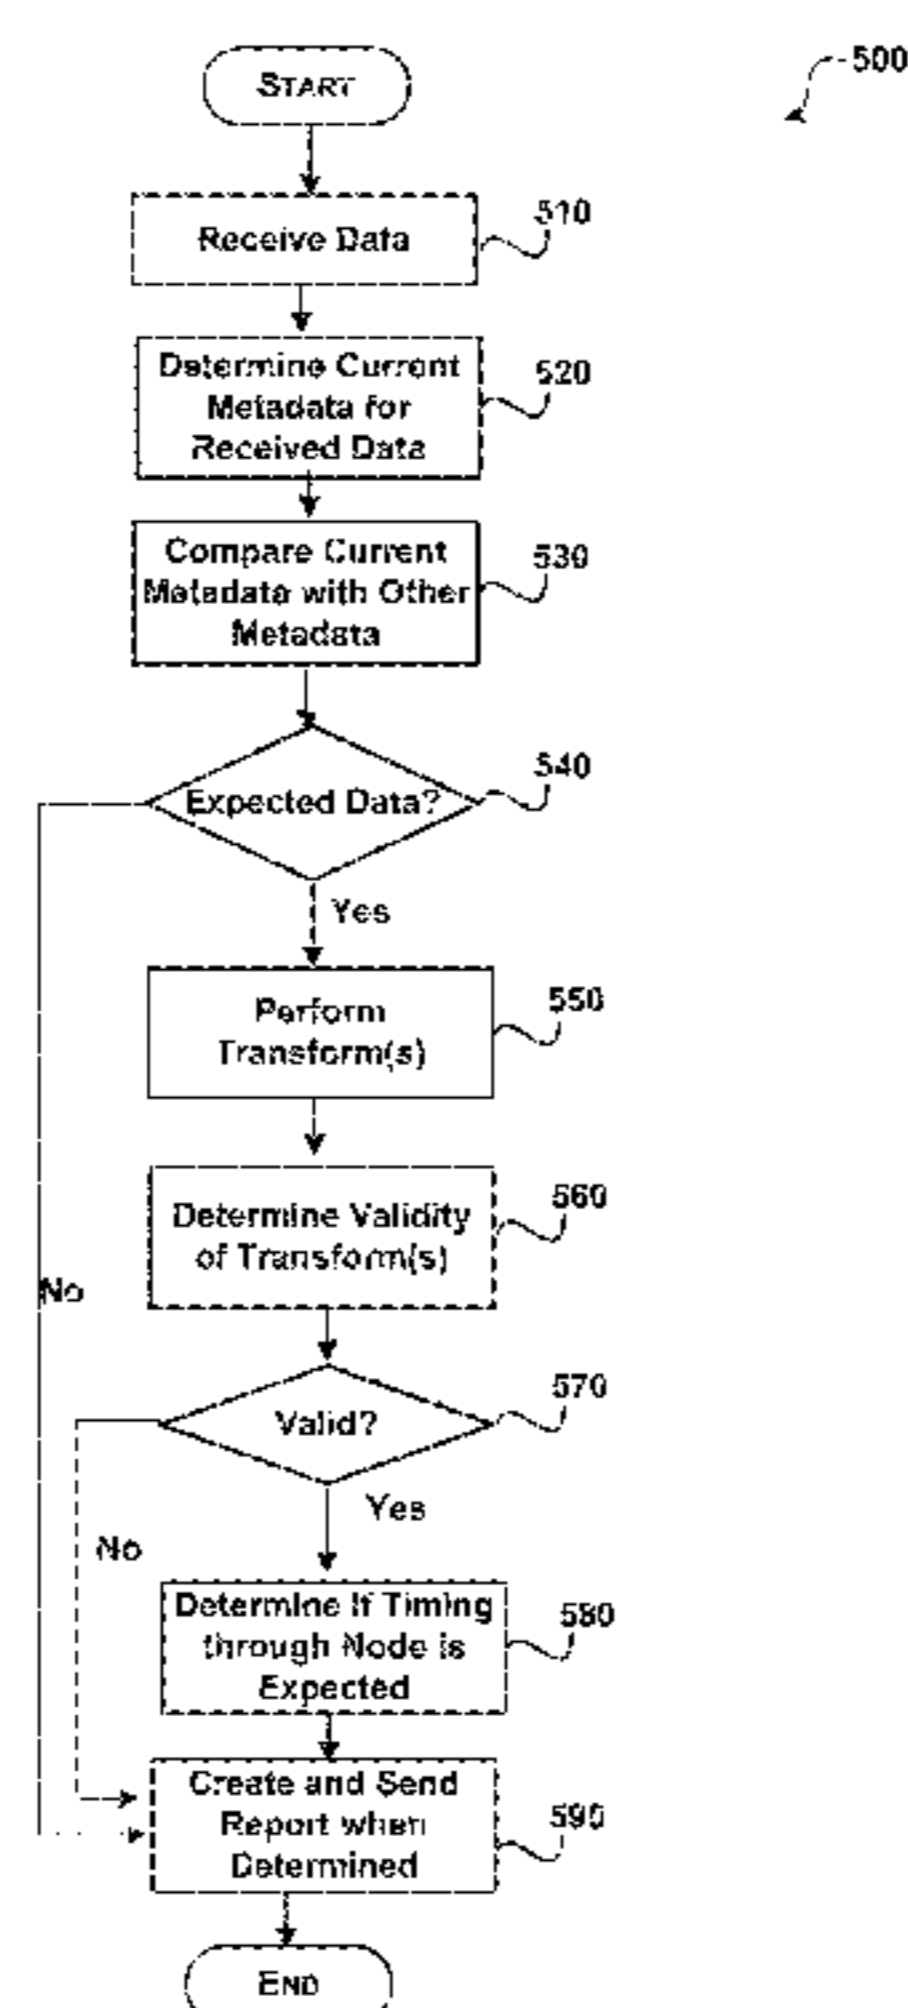 START
500
Receive Data
510
Determine Current
Metadata for
Received Data
520
Compare Current
Metadata with Other
Metadata
530
Expected Data?
540
Yes
Perform
Transform(s)
550
Determine Validity
of Transform(s)
560
No
Valid?
570
Yes
No
Determine If Timing
through Node is
Expected
580
Create and Send
Report when
Determined
590
END